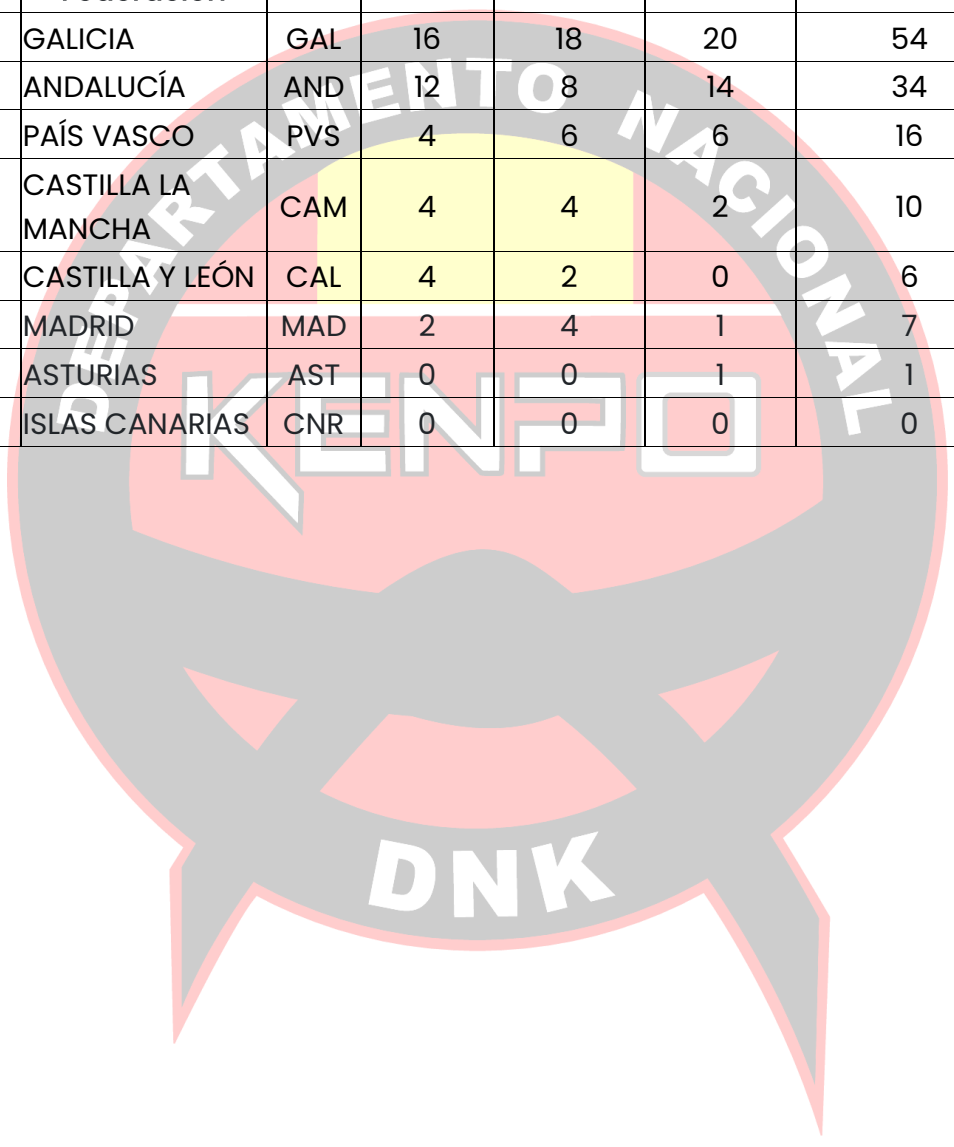 GALICIA GAL 16 18 20 54
ANDALUCÍA AND 12 8 14 34
PAÍS VASCO PVS 4 6 6 16
CASTILLA LA
MANCHA CAM 4 4 2 10
CASTILLA Y LEÓN CAL 4 2 0 6
MADRID MAD 2 4 1 7
ASTURIAS AST 0 0 1 1
ISLAS CANARIAS CNR 0 0 0 0
DEPARTAMENTO NACIONAL
KENPO
DNK